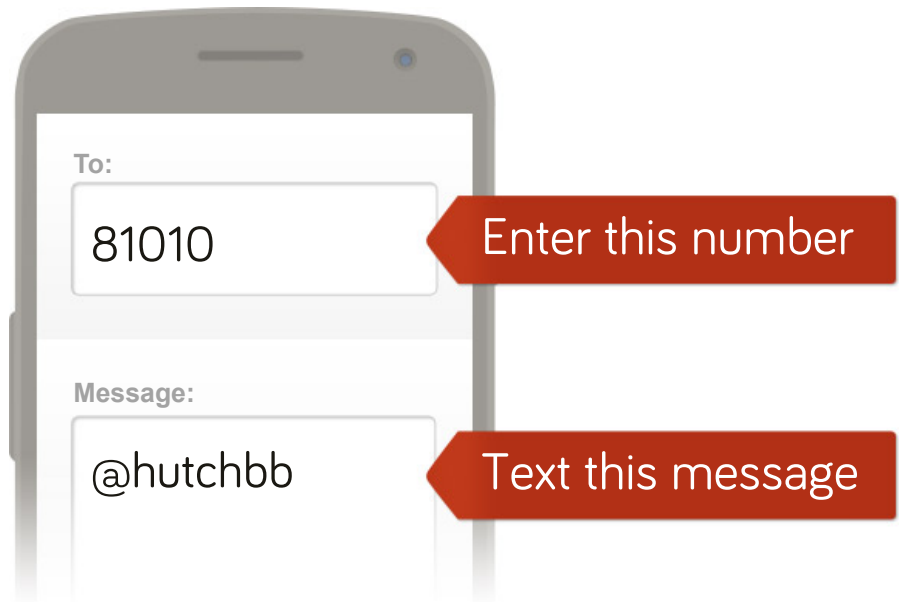 To:
81010
Enter this number
Message:
@hutchbb
Text this message